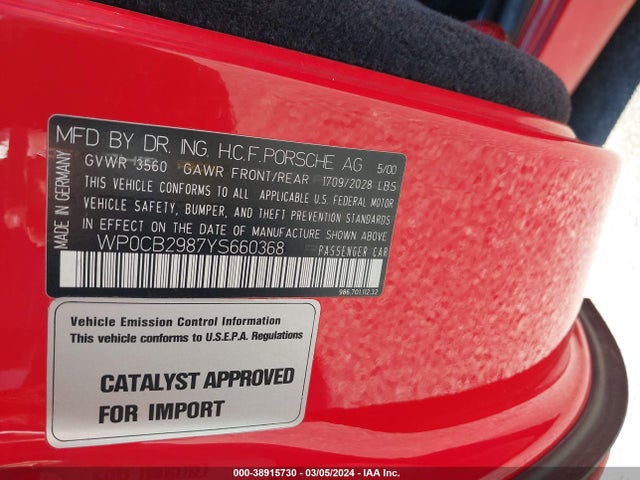 MFD BY DR. ING. H.C.F. PORSCHE AG 5/00
GVWR 3560 GAWR FRONT/REAR 1709/2028 LBS
THIS VEHICLE CONFORMS TO ALL APPLICABLE U.S. FEDERAL MOTOR
VEHICLE SAFETY, BUMPER, AND THEFT PREVENTION STANDARDS
IN EFFECT ON THE DATE OF MANUFACTURE SHOWN ABOVE
WP0CB2987YS660368 PASSENGER CAR
MADE IN GERMANY
986.701.112.32
Vehicle Emission Control Information
This vehicle conforms to U.S.E.P.A. Regulations
CATALYST APPROVED
FOR IMPORT
000-38915730 - 03/05/2024 - IAA Inc.